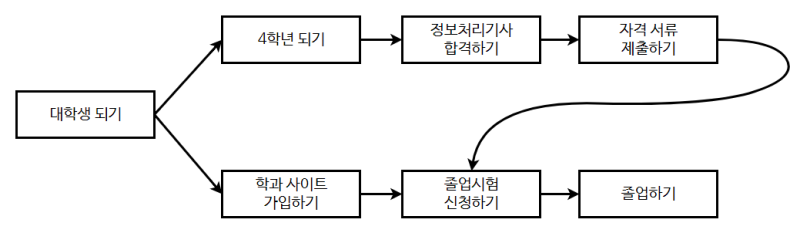 4학년 되기
정보처리기사
합격하기
자격 서류
제출하기
대학생 되기
학과 사이트
가입하기
졸업시험
신청하기
졸업하기